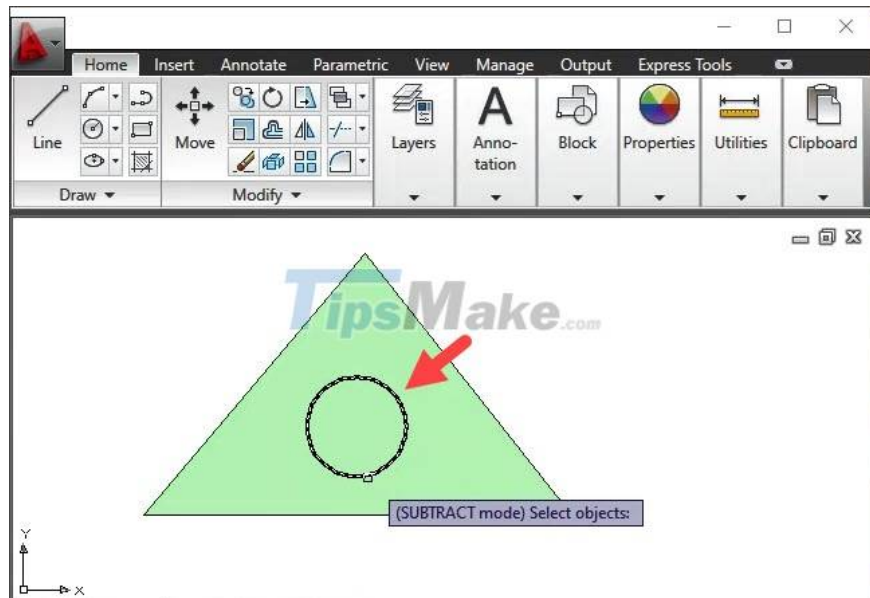 Home Insert Annotate Parametric View Manage Output Express Tools
Line
Move
Layers
Anno-
tation
Block
Properties
Utilities
Clipboard
Draw
Modify
TipsMake.com
(SUBTRACT mode) Select objects:
Y
X